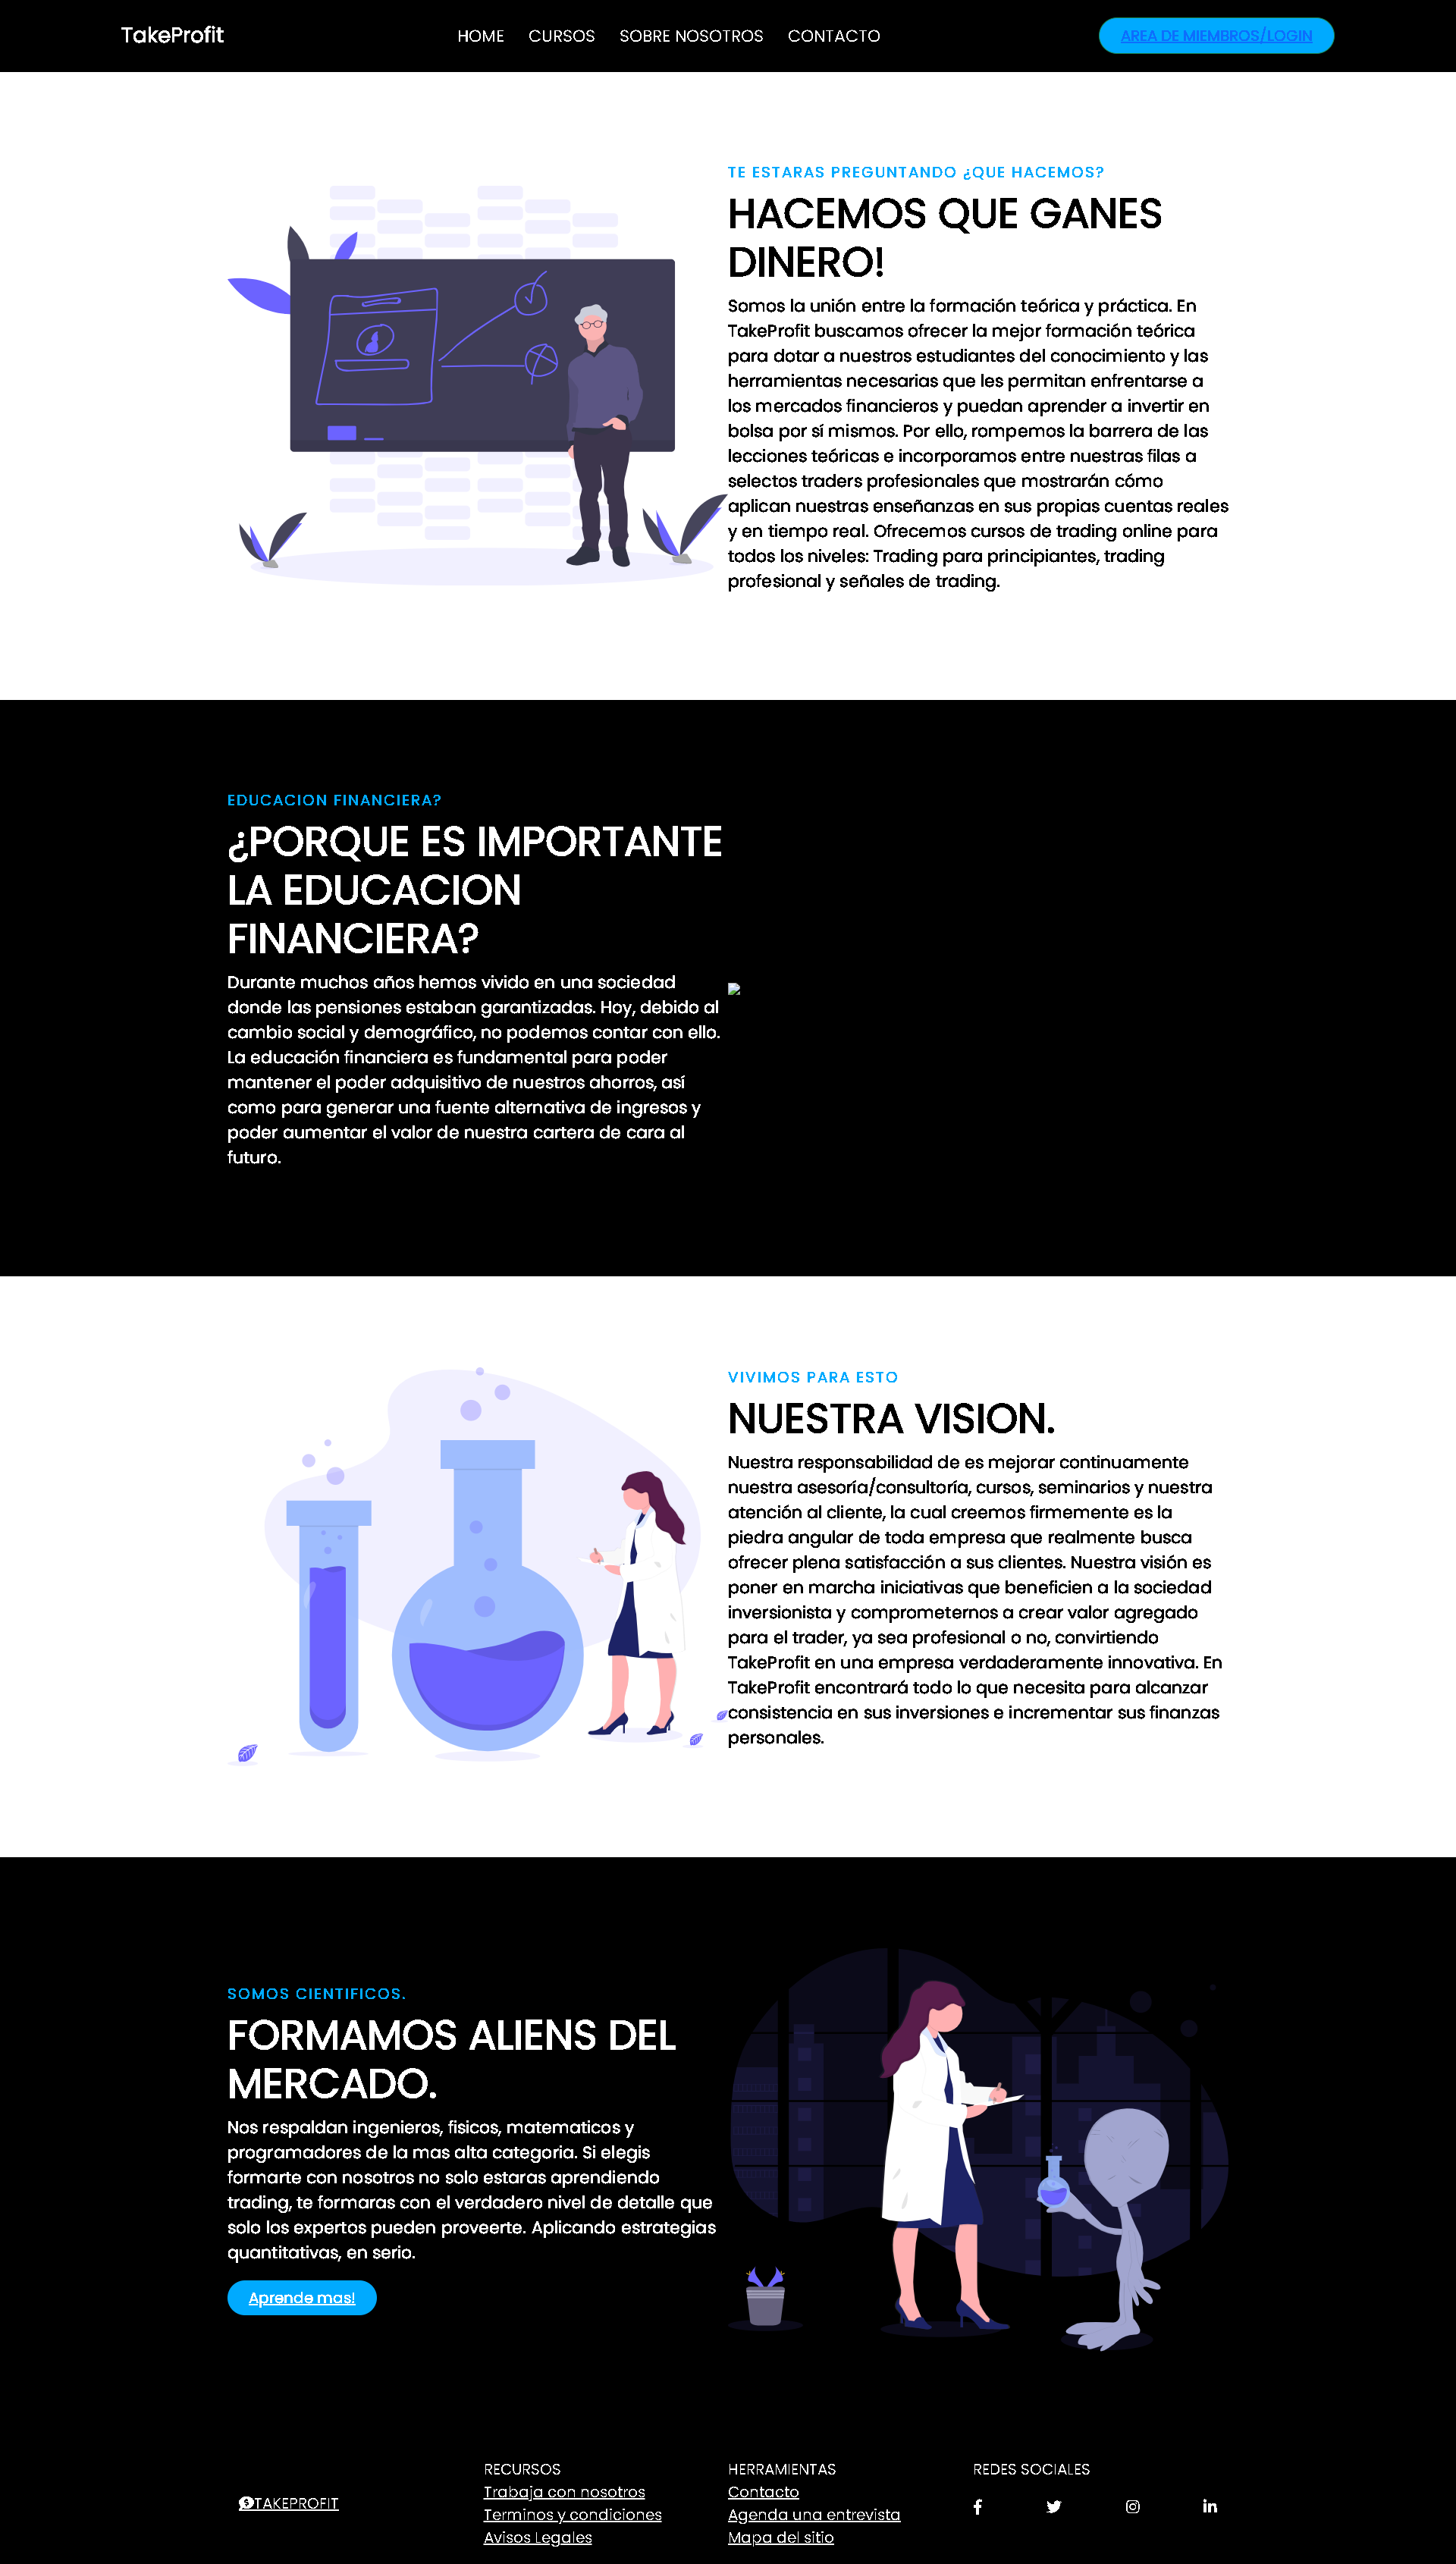 TakeProfit
HOME CURSOS SOBRE NOSOTROS CONTACTO
AREA DE MIEMBROS/LOGIN
TE ESTARAS PREGUNTANDO ¿QUE HACEMOS?
HACEMOS QUE GANES
DINERO!
Somos la unión entre la formación teórica y práctica. En
TakeProfit buscamos ofrecer la mejor formación teórica
para dotar a nuestros estudiantes del conocimiento y las
herramientas necesarias que les permitan enfrentarse a
los mercados financieros y puedan aprender a invertir en
bolsa por sí mismos. Por ello, rompemos la barrera de las
lecciones teóricas e incorporamos entre nuestras filas a
selectos traders profesionales que mostrarán cómo
aplican nuestras enseñanzas en sus propias cuentas reales
y en tiempo real. Ofrecemos cursos de trading online para
todos los niveles: Trading para principiantes, trading
profesional y señales de trading.
EDUCACION FINANCIERA?
¿PORQUE ES IMPORTANTE
LA EDUCACION
FINANCIERA?
Durante muchos años hemos vivido en una sociedad
donde las pensiones estaban garantizadas. Hoy, debido al
cambio social y demográfico, no podemos contar con ello.
La educación financiera es fundamental para poder
mantener el poder adquisitivo de nuestros ahorros, así
como para generar una fuente alternativa de ingresos y
poder aumentar el valor de nuestra cartera de cara al
futuro.
VIVIMOS PARA ESTO
NUESTRA VISION.
Nuestra responsabilidad de es mejorar continuamente
nuestra asesoría/consultoría, cursos, seminarios y nuestra
atención al cliente, la cual creemos firmemente es la
piedra angular de toda empresa que realmente busca
ofrecer plena satisfacción a sus clientes. Nuestra visión es
poner en marcha iniciativas que beneficien a la sociedad
inversionista y comprometernos a crear valor agregado
para el trader, ya sea profesional o no, convirtiendo
TakeProfit en una empresa verdaderamente innovativa. En
TakeProfit encontrará todo lo que necesita para alcanzar
consistencia en sus inversiones e incrementar sus finanzas
personales.
SOMOS CIENTIFICOS.
FORMAMOS ALIENS DEL
MERCADO.
Nos respaldan ingenieros, fisicos, matematicos y
programadores de la mas alta categoria. Si elegis
formarte con nosotros no solo estaras aprendiendo
trading, te formaras con el verdadero nivel de detalle que
solo los expertos pueden proveerte. Aplicando estrategias
quantitativas, en serio.
Aprende mas!
TAKEPROFIT
RECURSOS
Trabaja con nosotros
Terminos y condiciones
Avisos Legales
HERRAMIENTAS
Contacto
Agenda una entrevista
Mapa del sitio
REDES SOCIALES